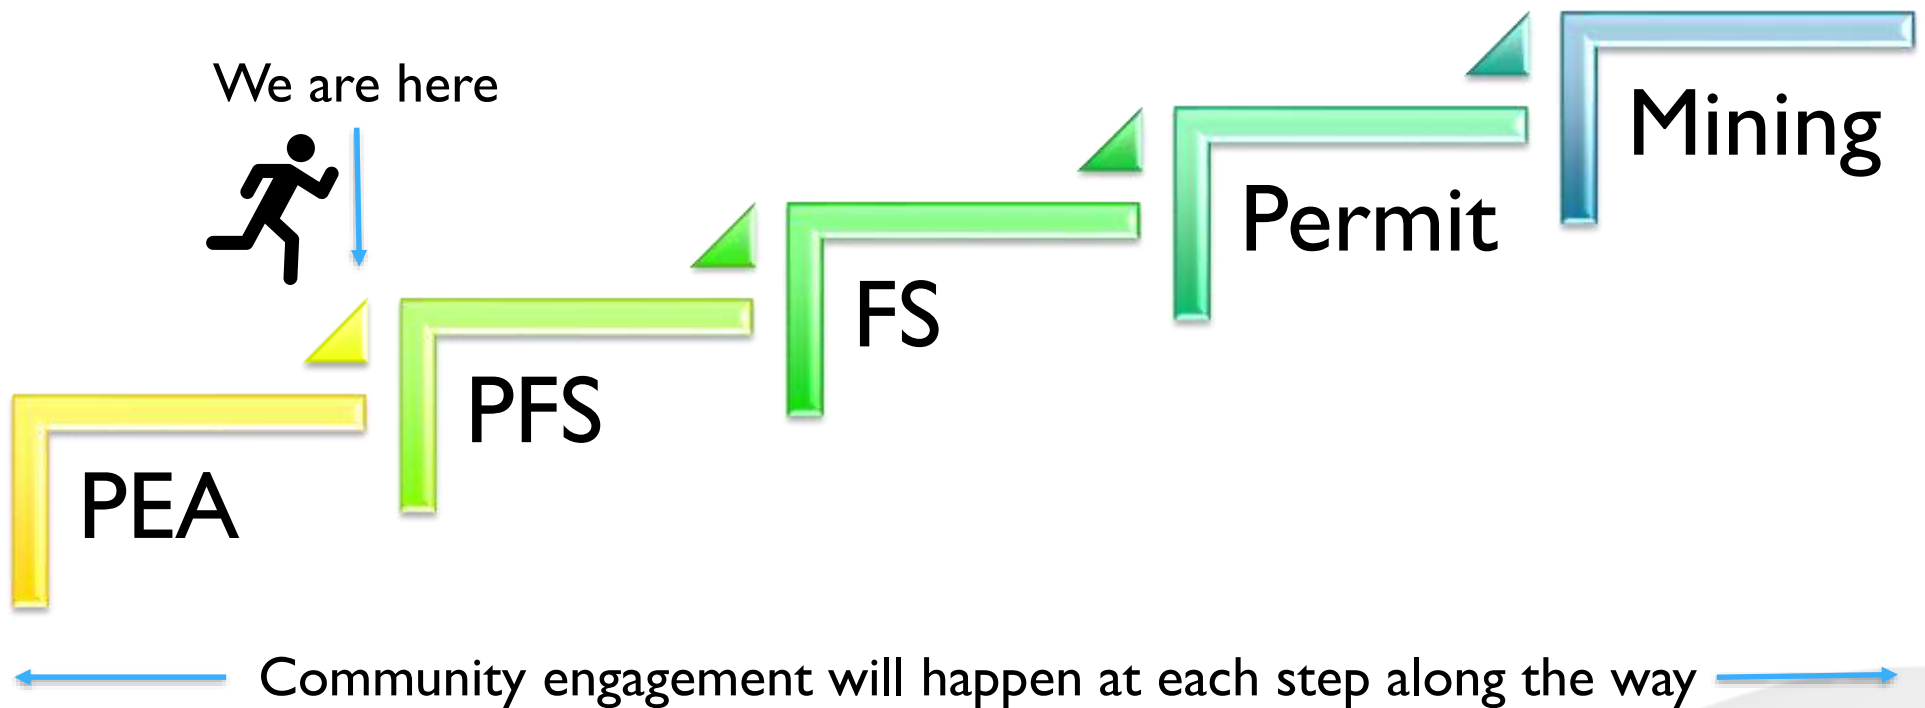 We are here
PEA
PFS
FS
Permit
Mining
Community engagement will happen at each step along the way